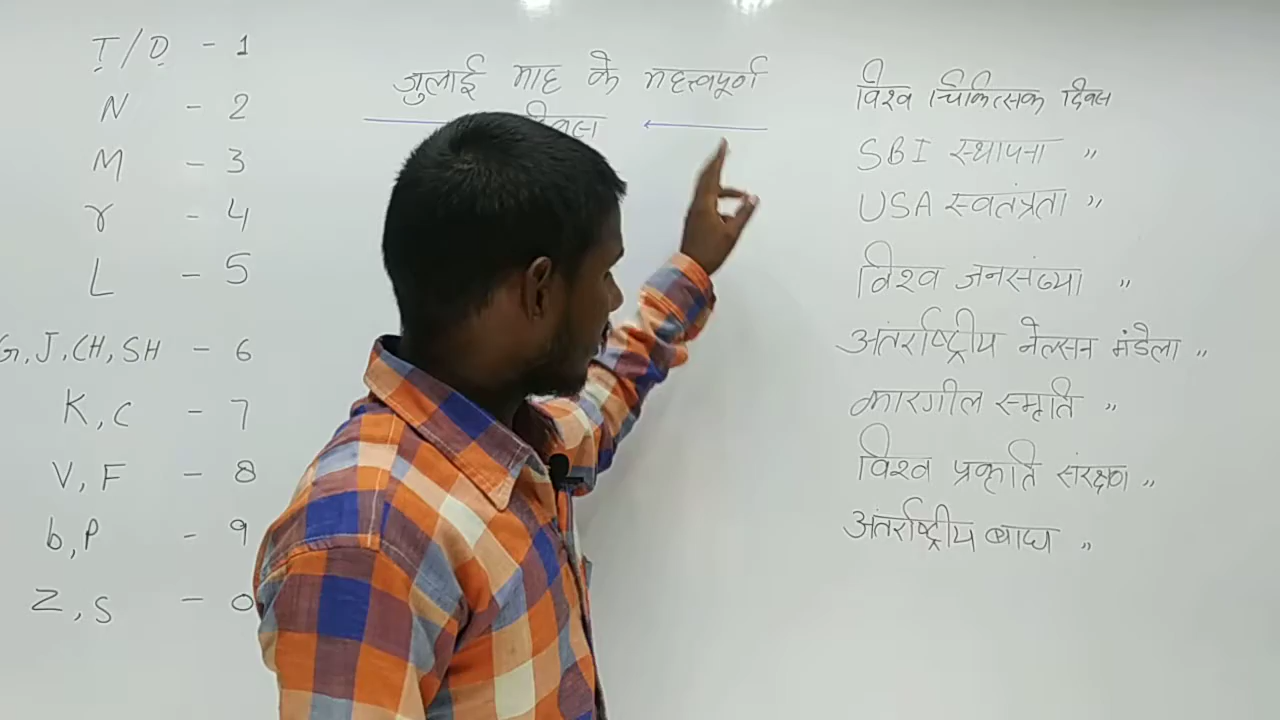 T/D - 1
N - 2
M - 3
r - 4
L - 5
G, J, CH, SH - 6
K, C - 7
V, F - 8
b, P - 9
Z, S - 0
जुलाई माह के महत्त्वपूर्ण
दिवस
विश्व चिकित्सक दिवस
SBI स्थापना "
USA स्वतंत्रता "
विश्व जनसंख्या "
अंतर्राष्ट्रीय नेल्सन मंडेला "
कारगील स्मृति "
विश्व प्रकृति संरक्षण "
अंतर्राष्ट्रीय बाघ "